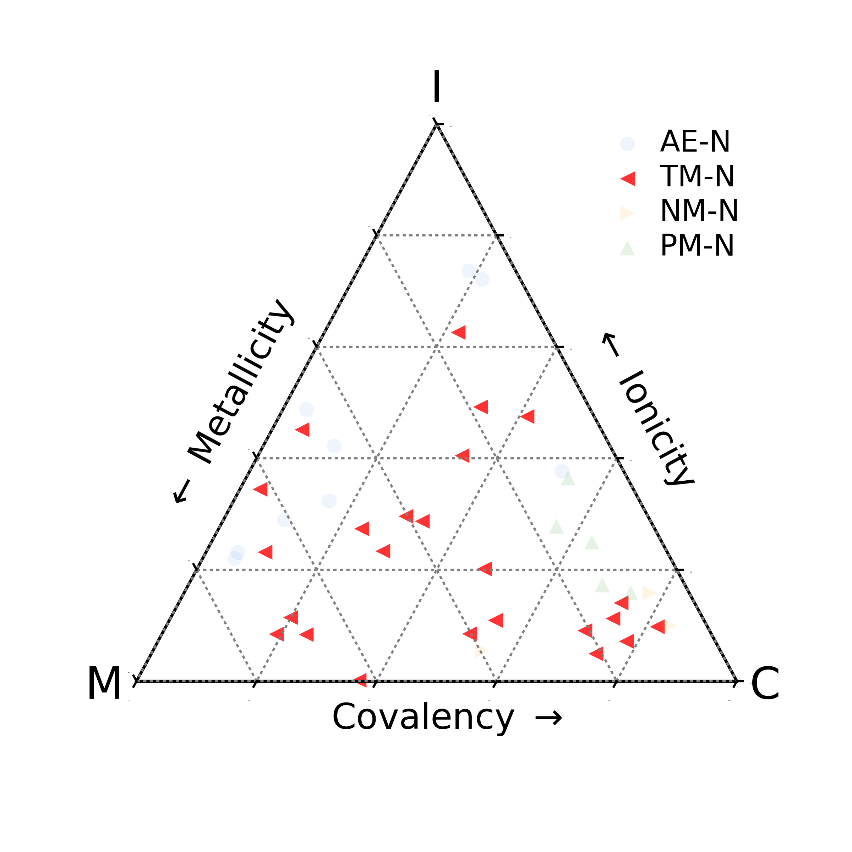 I
AE-N
TM-N
NM-N
PM-N
← Metallicity
← Ionicity
M
C
Covalency →